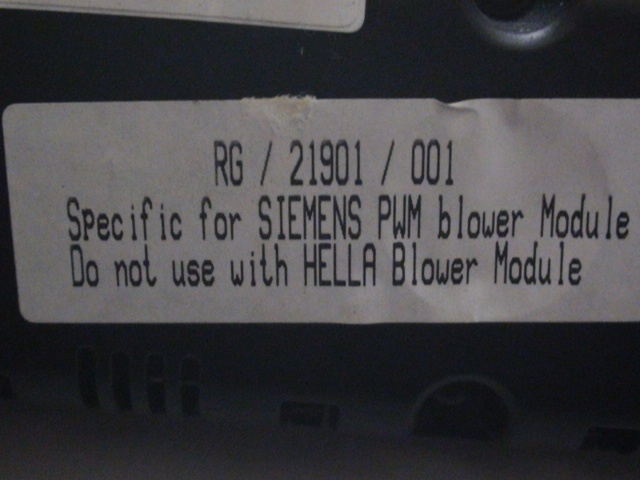 RG / 21901 / 001
Specific for SIEMENS PWM blower Module
Do not use with HELLA Blower Module